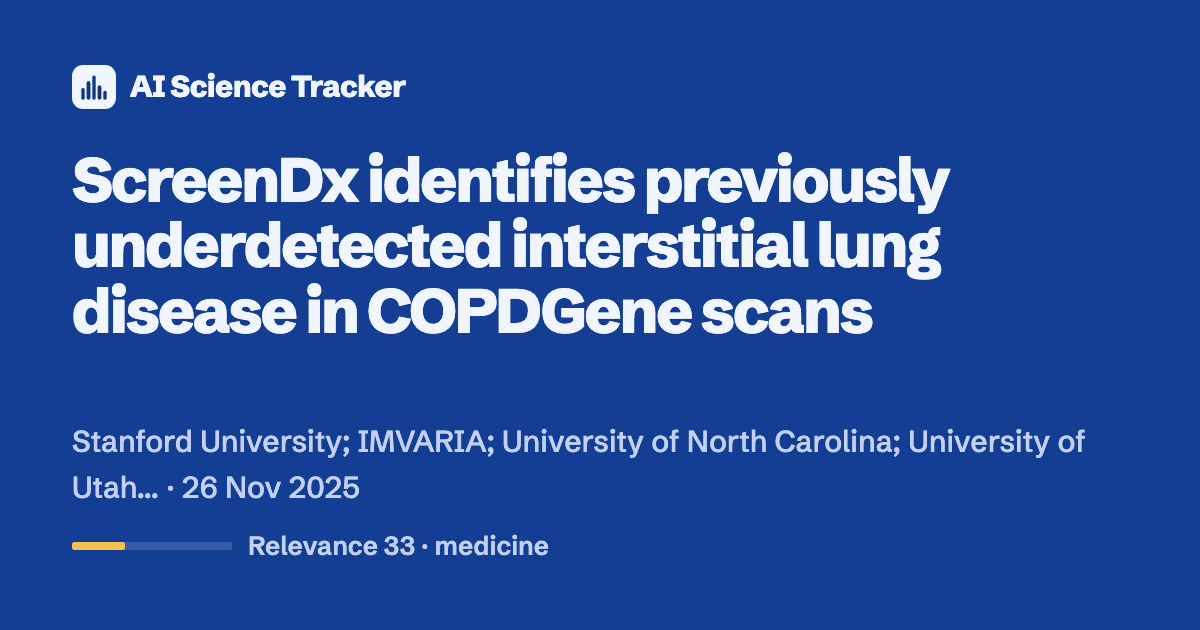 AI Science Tracker
ScreenDx identifies previously
underdetected interstitial lung
disease in COPDGene scans
Stanford University; IMVARIA; University of North Carolina; University of
Utah... · 26 Nov 2025
Relevance 33 · medicine